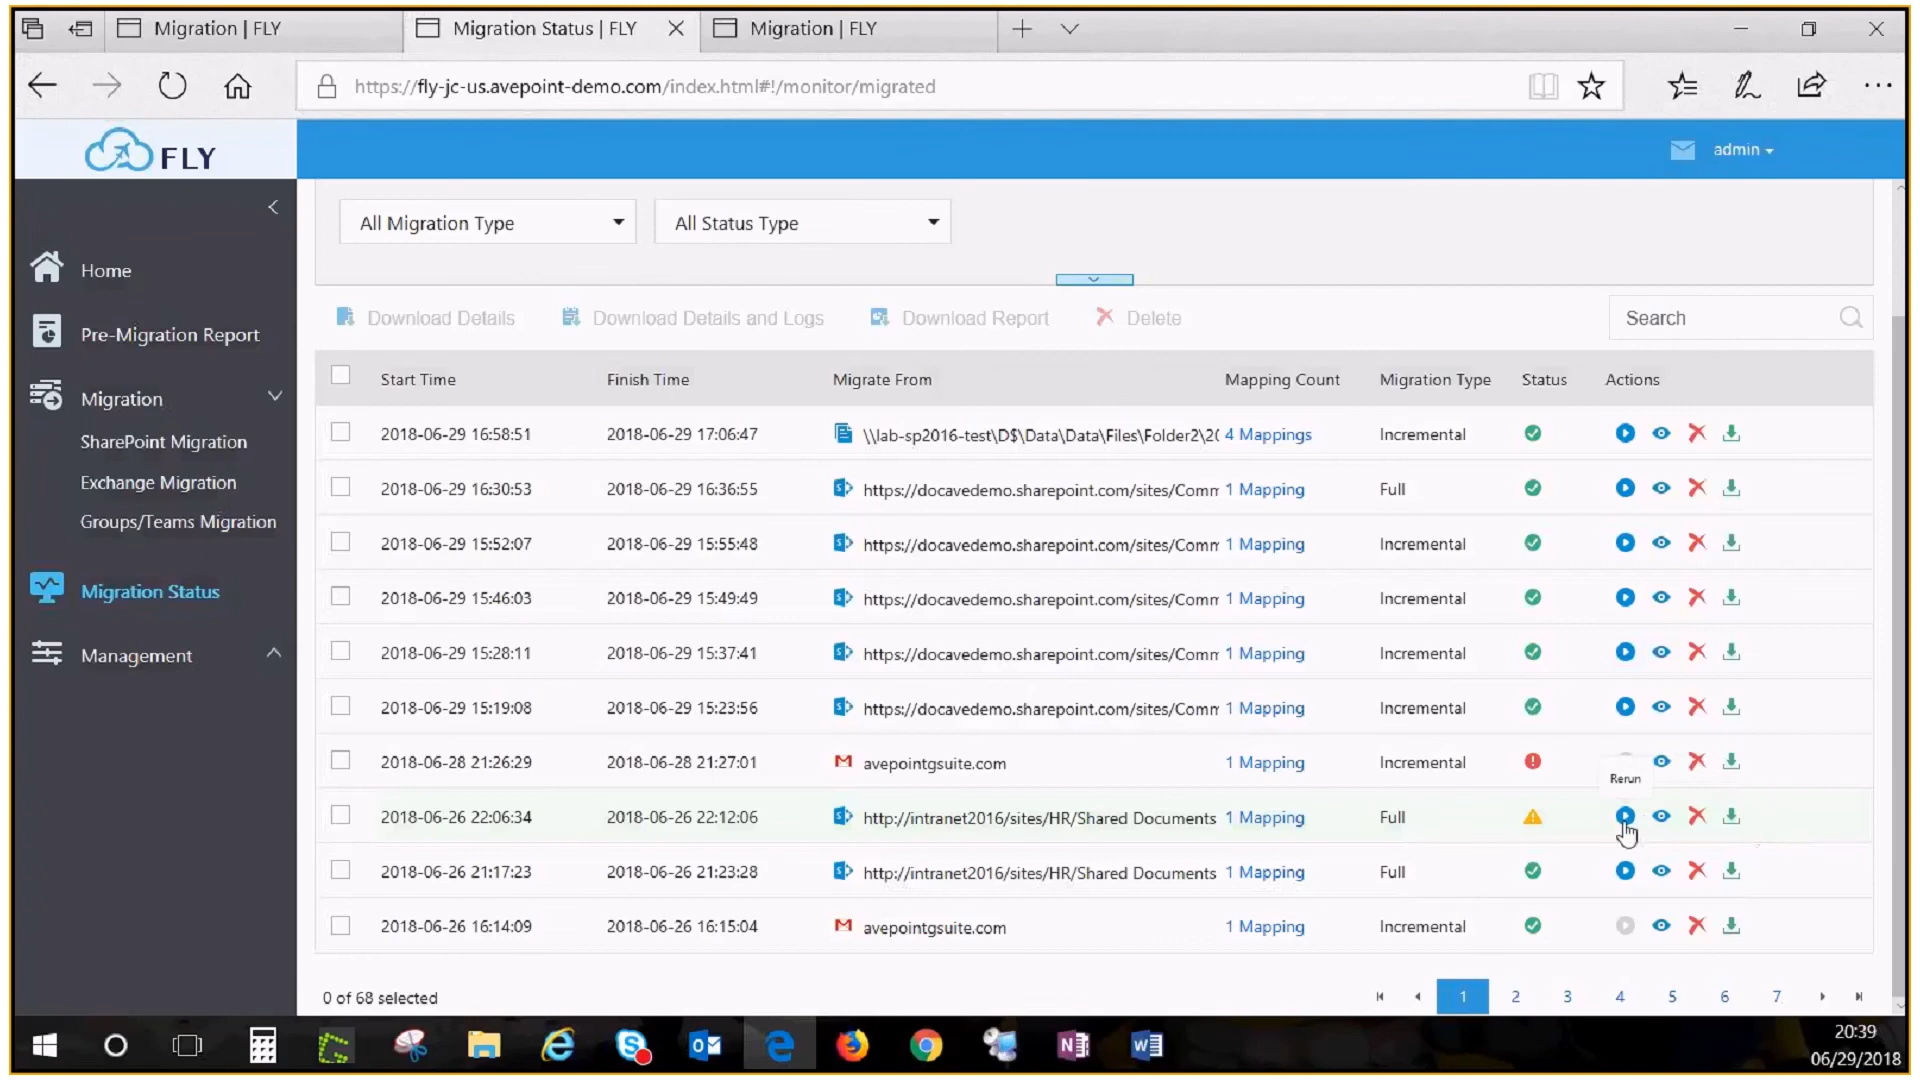 Migration | FLY
Migration Status | FLY
Migration | FLY
https://fly-jc-us.avepoint-demo.com/index.html#!/monitor/migrated
FLY
admin
All Migration Type
All Status Type
Home
Pre-Migration Report
Migration
SharePoint Migration
Exchange Migration
Groups/Teams Migration
Migration Status
Management
Download Details
Download Details and Logs
Download Report
Delete
Search
Start Time Finish Time Migrate From Mapping Count Migration Type Status Actions
2018-06-29 16:58:51 2018-06-29 17:06:47 \\lab-sp2016-test\D$\Data\Data\Files\Folder2\2( 4 Mappings Incremental
2018-06-29 16:30:53 2018-06-29 16:36:55 https://docavedemo.sharepoint.com/sites/Comm 1 Mapping Full
2018-06-29 15:52:07 2018-06-29 15:55:48 https://docavedemo.sharepoint.com/sites/Comm 1 Mapping Incremental
2018-06-29 15:46:03 2018-06-29 15:49:49 https://docavedemo.sharepoint.com/sites/Comm 1 Mapping Incremental
2018-06-29 15:28:11 2018-06-29 15:37:41 https://docavedemo.sharepoint.com/sites/Comm 1 Mapping Incremental
2018-06-29 15:19:08 2018-06-29 15:23:56 https://docavedemo.sharepoint.com/sites/Comm 1 Mapping Incremental
2018-06-28 21:26:29 2018-06-28 21:27:01 avepointgsuite.com 1 Mapping Incremental
Rerun
2018-06-26 22:06:34 2018-06-26 22:12:06 http://intranet2016/sites/HR/Shared Documents 1 Mapping Full
2018-06-26 21:17:23 2018-06-26 21:23:28 http://intranet2016/sites/HR/Shared Documents 1 Mapping Full
2018-06-26 16:14:09 2018-06-26 16:15:04 avepointgsuite.com 1 Mapping Incremental
0 of 68 selected
1 2 3 4 5 6 7
20:39
06/29/2018